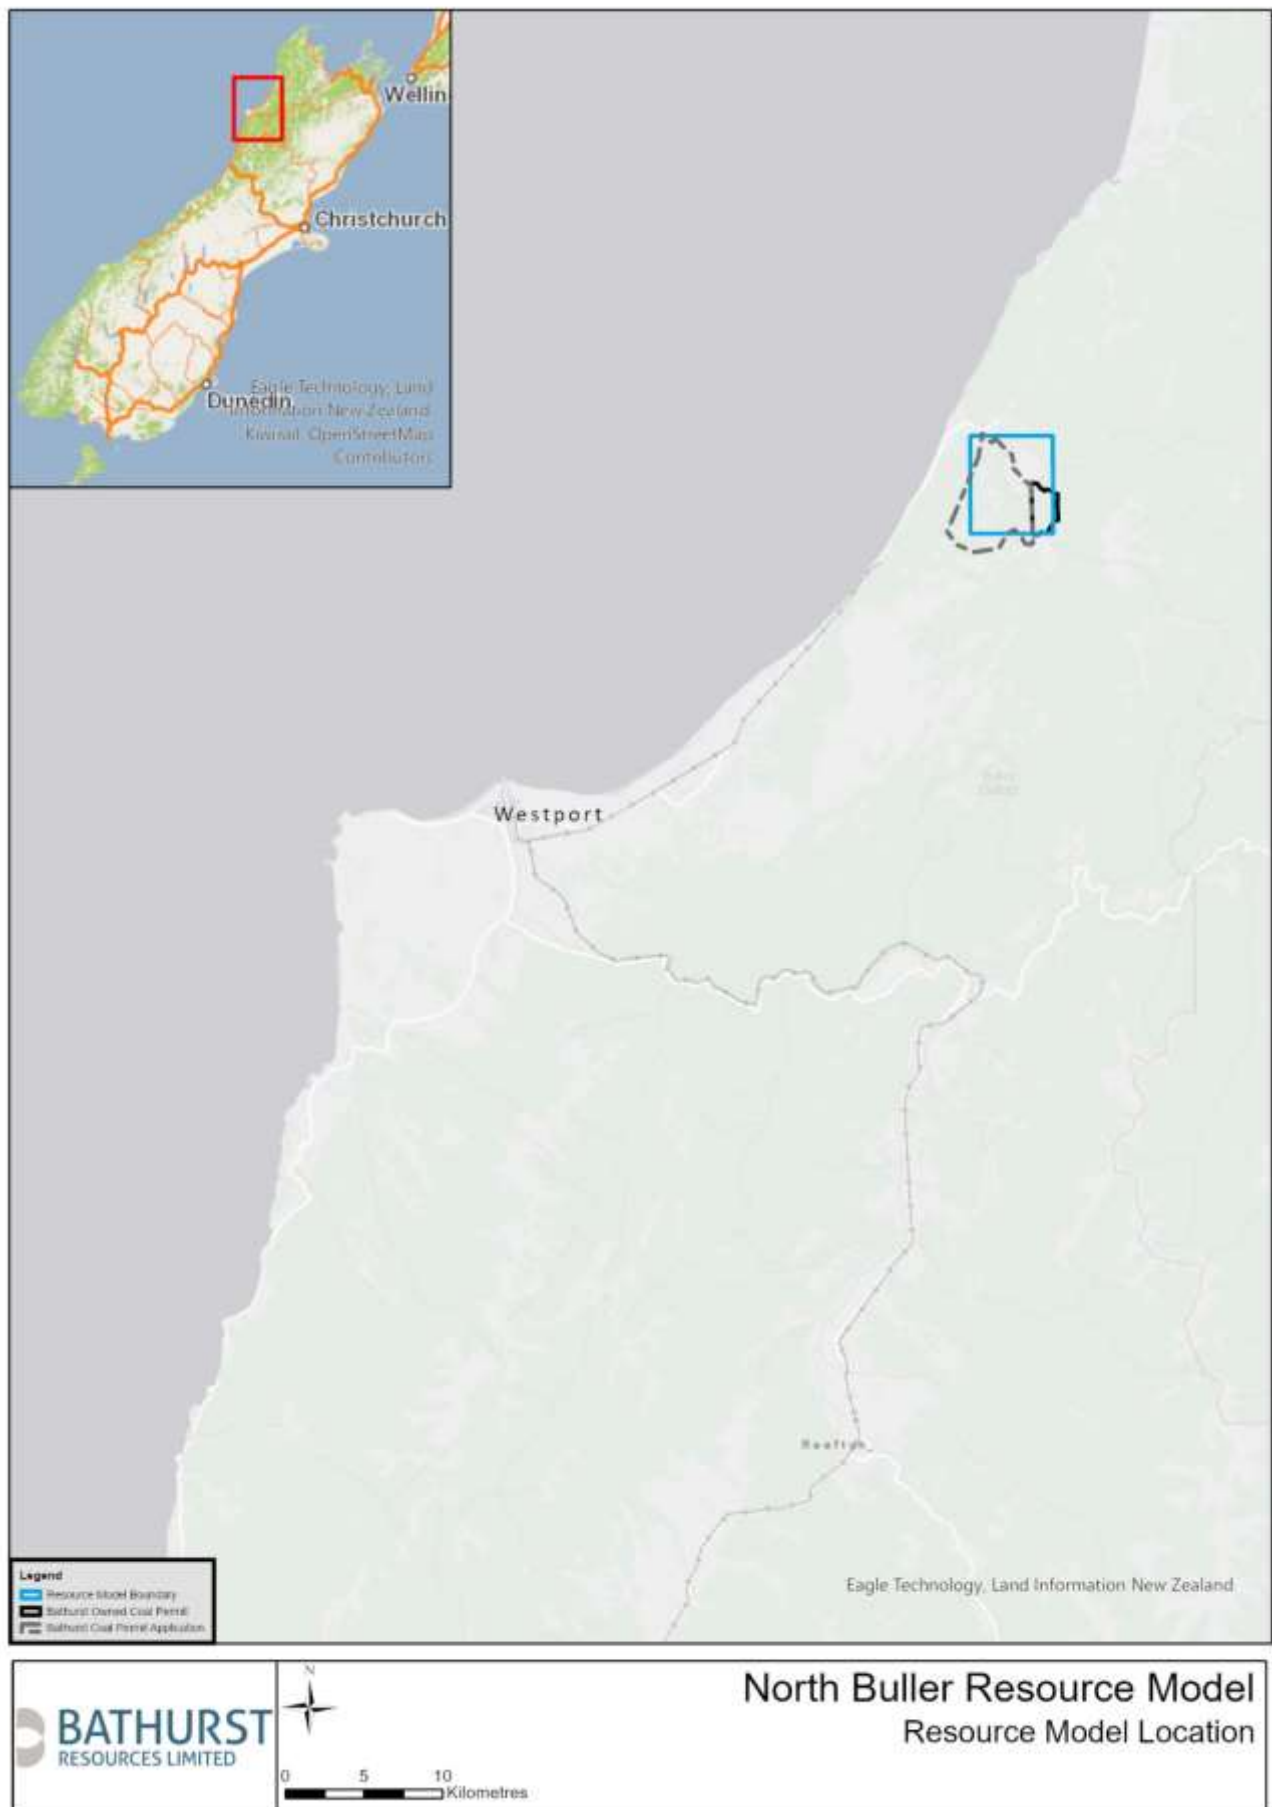 Wellin
Christchurch
Dunedin
Eagle Technology, Land
Information New Zealand,
Kiwirail, OpenStreetMap
Contributors
Westport
Reefton
Eagle Technology, Land Information New Zealand
Legend
Resource Model Boundary
Bathurst Owned Coal Permit
Bathurst Coal Permit Application
BATHURST
RESOURCES LIMITED
N
0 5 10
Kilometres
North Buller Resource Model
Resource Model Location